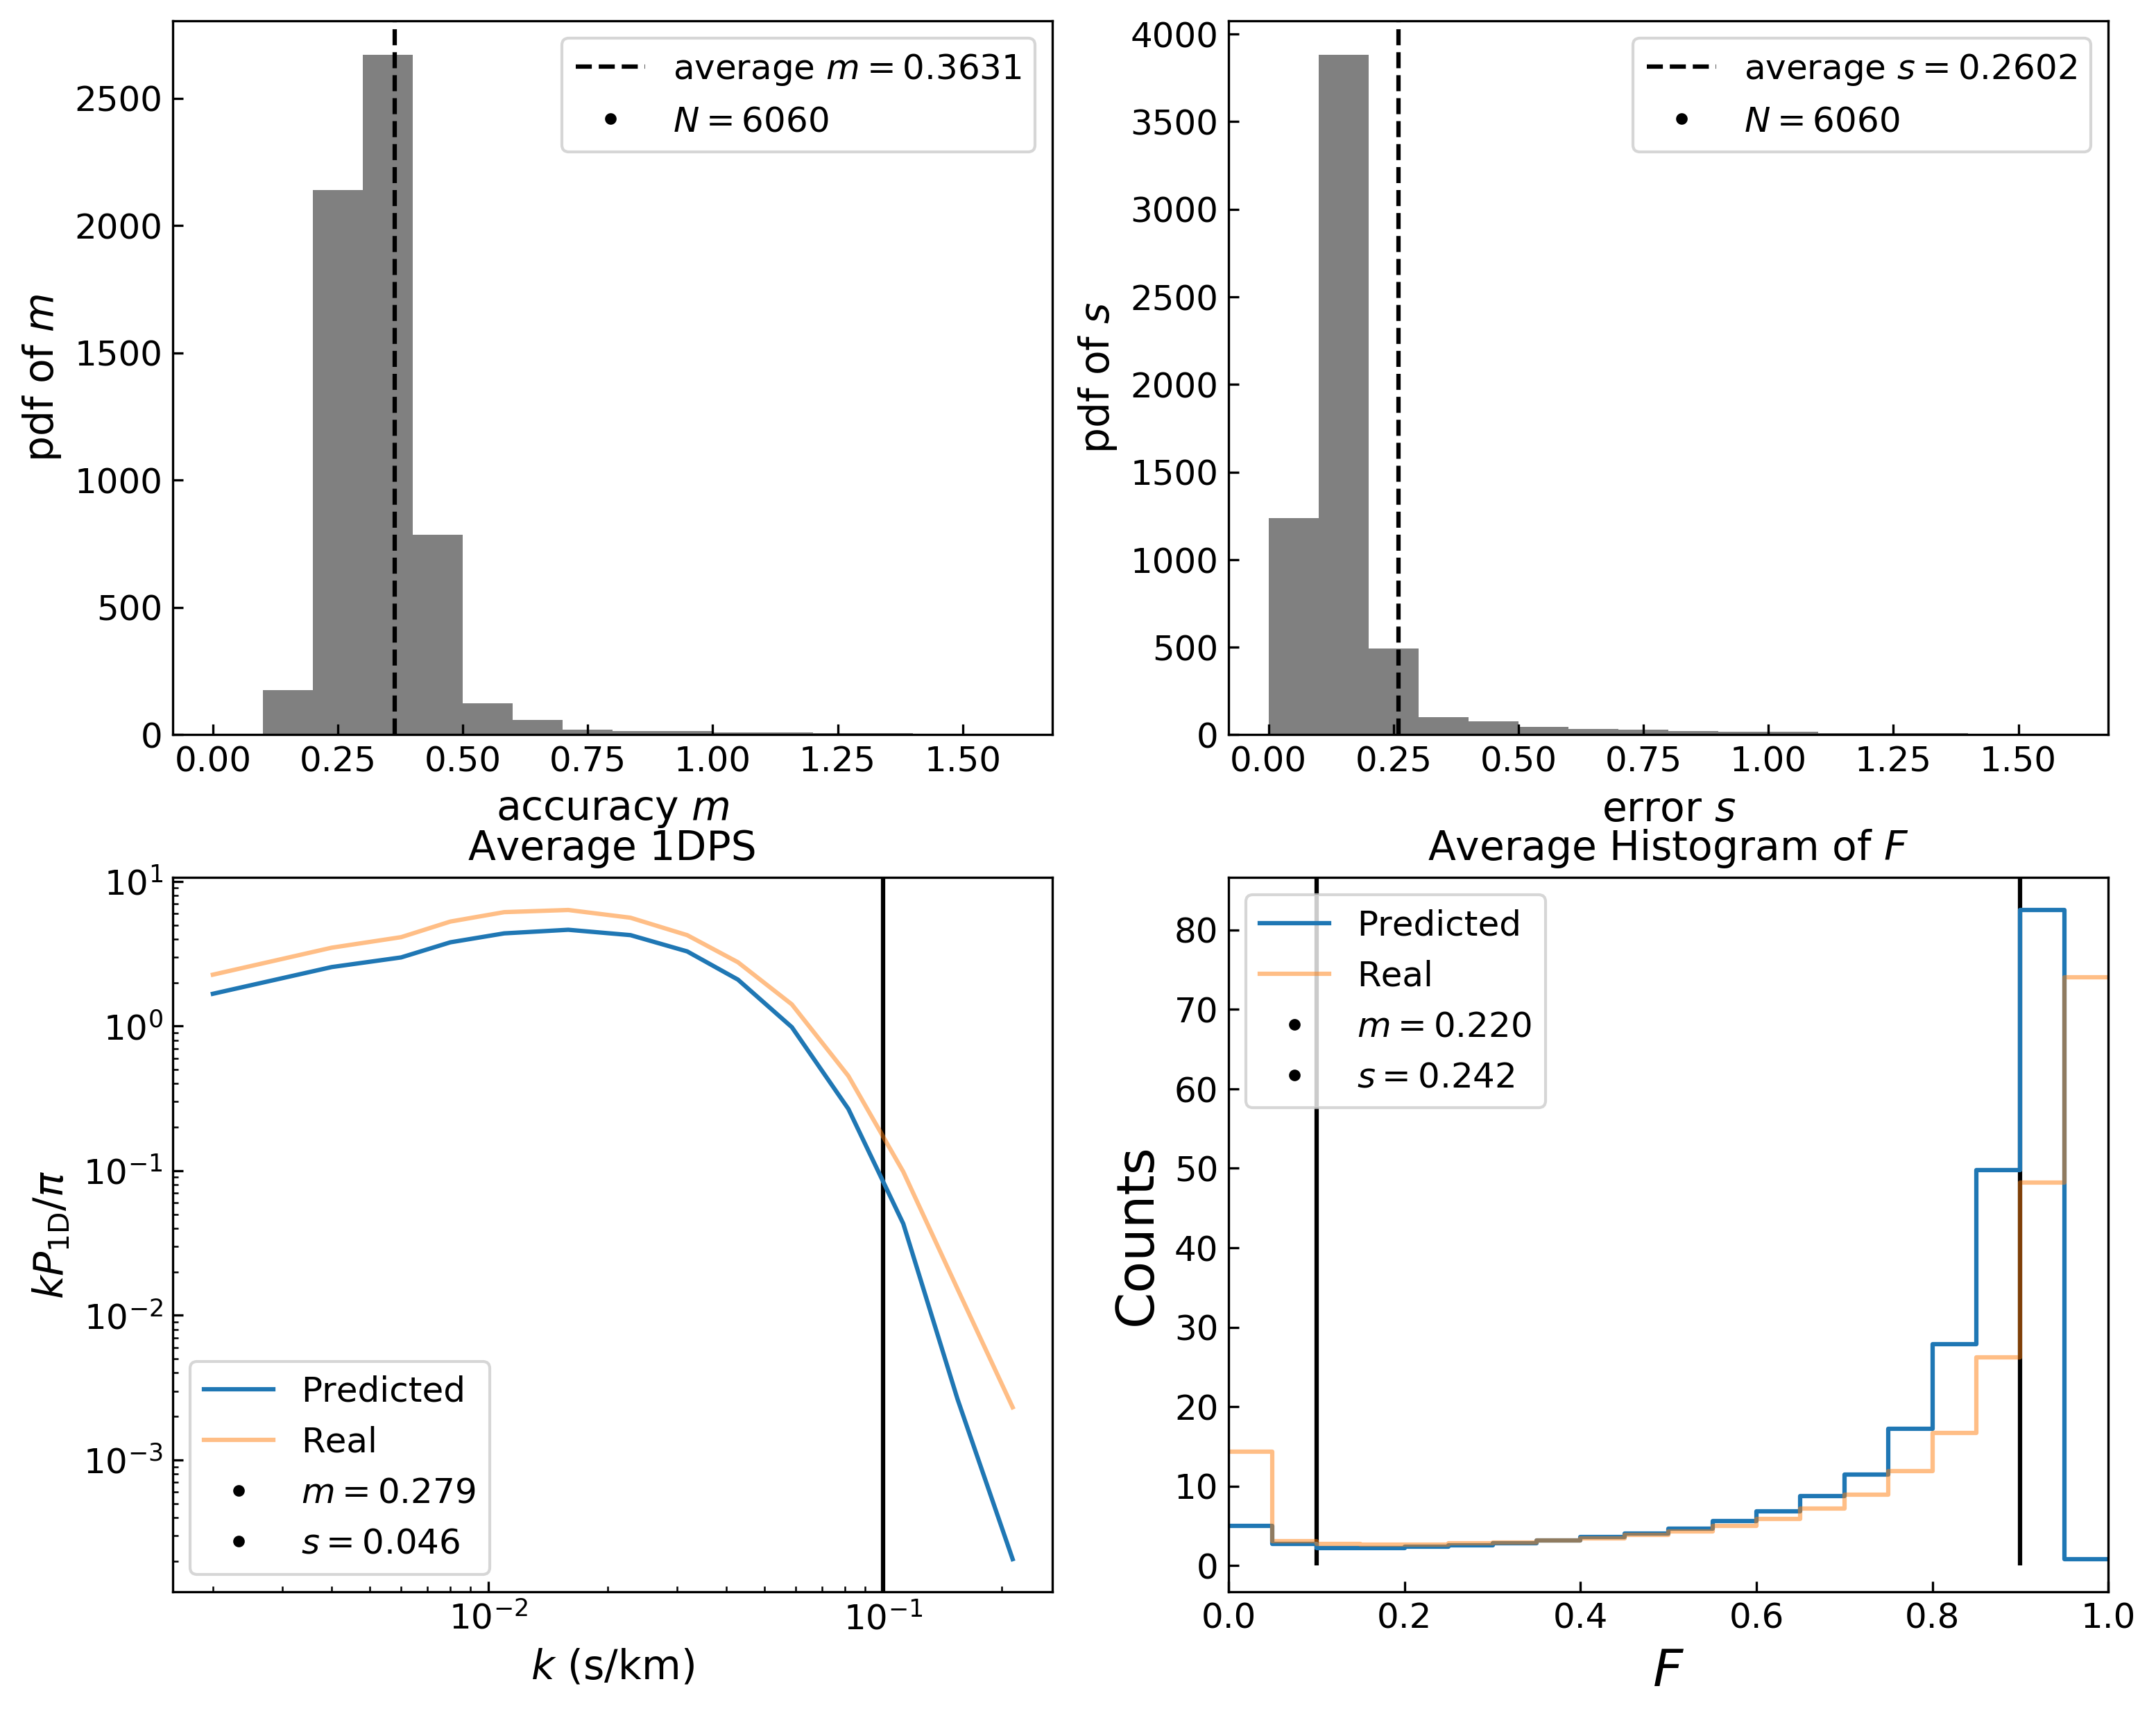 average m = 0.3631
N = 6060
2500
2000
1500
1000
500
0
pdf of m
0.00 0.25 0.50 0.75 1.00 1.25 1.50
accuracy m
average s = 0.2602
N = 6060
4000
3500
3000
2500
2000
1500
1000
500
0
pdf of s
0.00 0.25 0.50 0.75 1.00 1.25 1.50
error s
Average 1DPS
10^1
10^0
10^-1
10^-2
10^-3
kP_1D/π
Predicted
Real
m = 0.279
s = 0.046
10^-2 10^-1
k (s/km)
Average Histogram of F
Predicted
Real
m = 0.220
s = 0.242
80
70
60
50
40
30
20
10
0
Counts
0.0 0.2 0.4 0.6 0.8 1.0
F